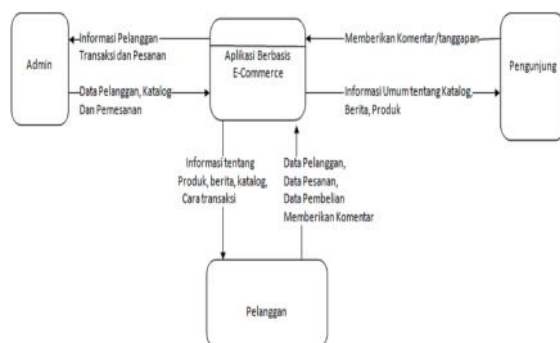 Informasi Pelanggan
Transaksi dan Pesanan
Admin
Data Pelanggan, Katalog
Dan Pemesanan
Aplikasi Berbasis
E-Commerce
Memberikan Komentar/tanggapan
Pengunjung
Informasi Umum tentang Katalog,
Berita, Produk
Informasi tentang
Produk, berita, katalog,
Cara transaksi
Data Pelanggan,
Data Pesanan,
Data Pembelian
Memberikan Komentar
Pelanggan